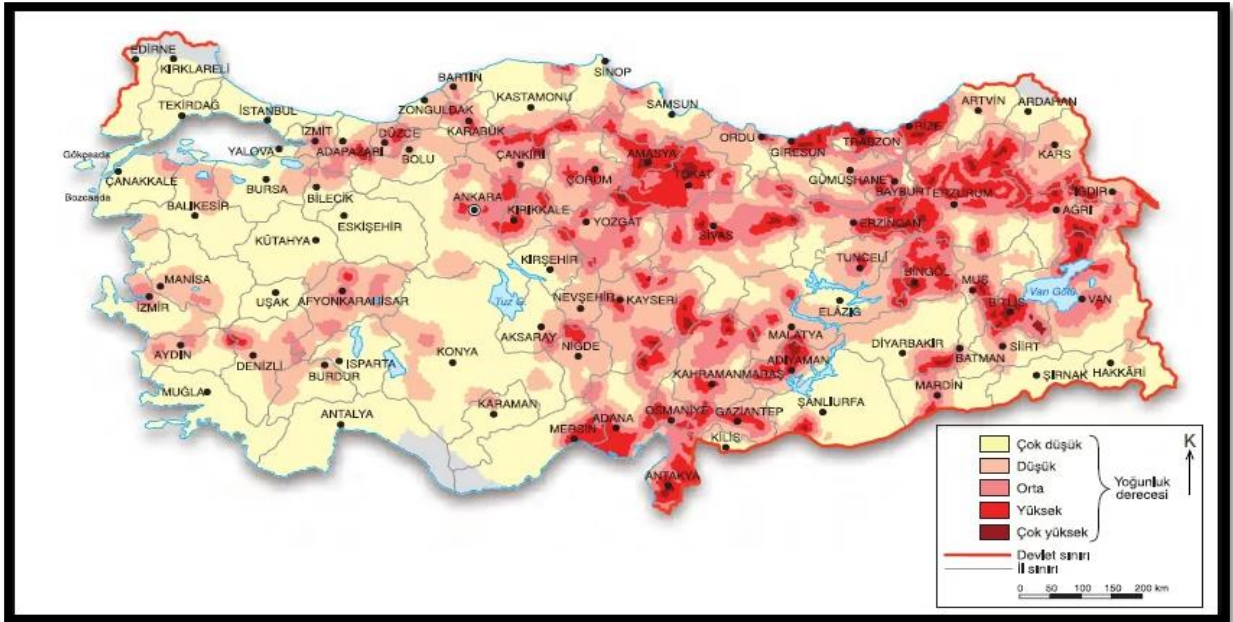 EDİRNE
KIRKLARELİ
TEKİRDAĞ
İSTANBUL
YALOVA
İZMİT
ADAPAZARI
DÜZCE
BOLU
ZONGULDAK
BARTIN
KARABÜK
KASTAMONU
SİNOP
SAMSUN
ORDU
GİRESUN
TRABZON
RİZE
ARTVİN
ARDAHAN
KARS
IĞDIR
AĞRI
Gökçeada
Bozcaada
ÇANAKKALE
BALIKESİR
BURSA
BİLECİK
ESKİŞEHİR
KÜTAHYA
ANKARA
ÇANKIRI
KIRIKKALE
ÇORUM
AMASYA
TOKAT
YOZGAT
SİVAS
GÜMÜŞHANE
BAYBURT
ERZURUM
ERZİNCAN
TUNCELİ
BİNGÖL
MUŞ
BİTLİS
Van Gölü
VAN
MANİSA
İZMİR
UŞAK
AFYONKARAHİSAR
KIRŞEHİR
Tuz G.
NEVŞEHİR
KAYSERİ
AKSARAY
NİĞDE
MALATYA
ELAZIĞ
DİYARBAKIR
BATMAN
SİİRT
ŞIRNAK
HAKKÂRİ
AYDIN
DENİZLİ
BURDUR
ISPARTA
KONYA
MUĞLA
ANTALYA
KARAMAN
MERSİN
ADANA
OSMANİYE
KAHRAMANMARAŞ
ADIYAMAN
GAZİANTEP
KİLİS
ŞANLIURFA
MARDİN
ANTAKYA
K
Çok düşük
Düşük
Orta
Yüksek
Çok yüksek
Yoğunluk
derecesi
Devlet sınırı
İl sınırı
0 50 100 150 200 km